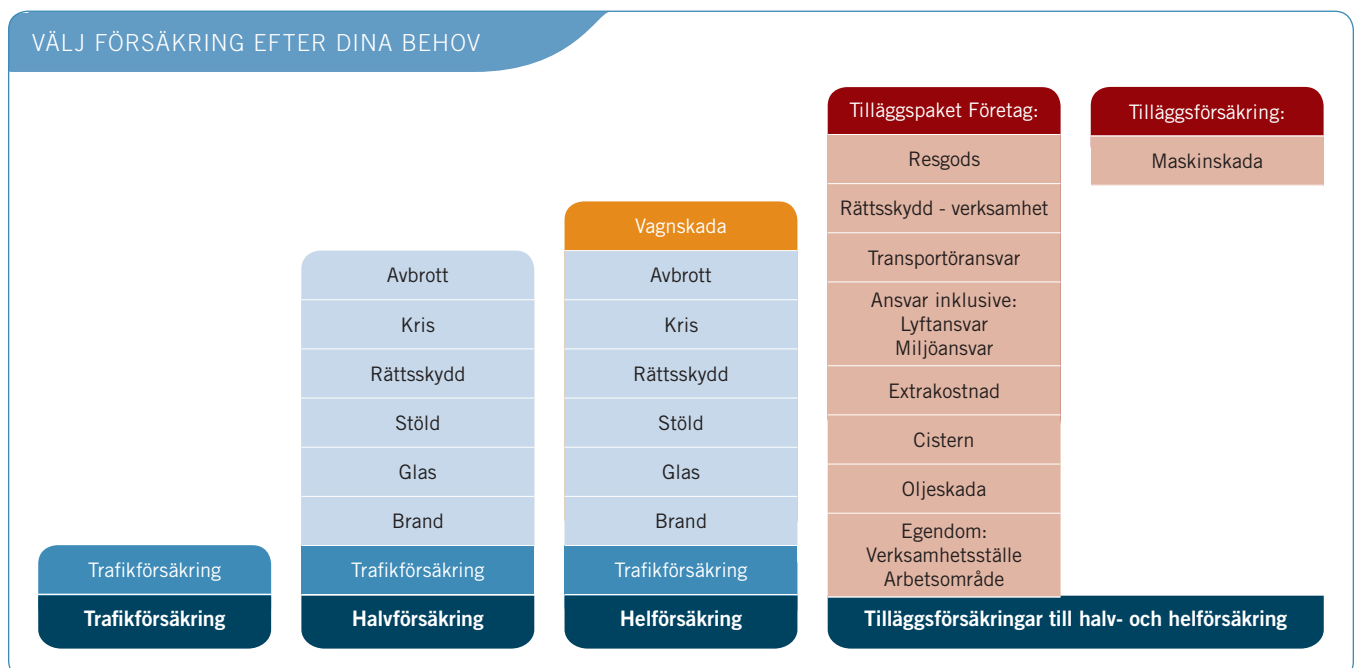 VÄLJ FÖRSÄKRING EFTER DINA BEHOV
Trafikförsäkring
Trafikförsäkring
Avbrott
Kris
Rättsskydd
Stöld
Glas
Brand
Trafikförsäkring
Halvförsäkring
Vagnskada
Avbrott
Kris
Rättsskydd
Stöld
Glas
Brand
Trafikförsäkring
Helförsäkring
Tilläggspaket Företag:
Resgods
Rättsskydd - verksamhet
Transportöransvar
Ansvar inklusive:
Lyftansvar
Miljöansvar
Extrakostnad
Cistern
Oljeskada
Egendom:
Verksamhetsställe
Arbetsområde
Tilläggsförsäkring:
Maskinskada
Tilläggsförsäkringar till halv- och helförsäkring